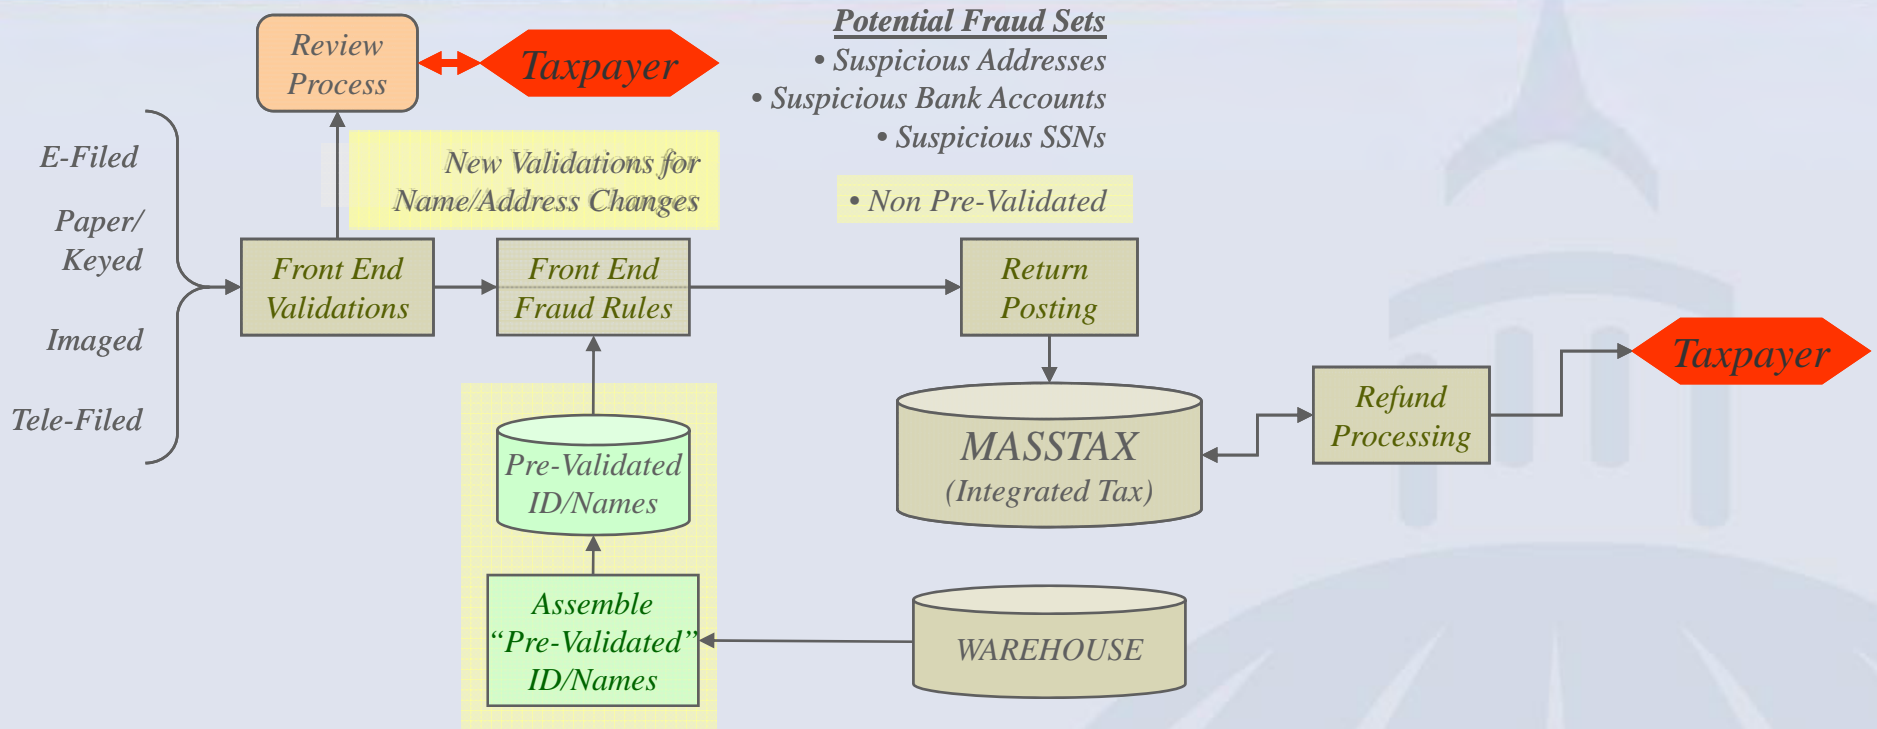 Review
Process
Taxpayer
Potential Fraud Sets
• Suspicious Addresses
• Suspicious Bank Accounts
• Suspicious SSNs
• Non Pre-Validated
E-Filed
Paper/
Keyed
Imaged
Tele-Filed
New Validations for
Name/Address Changes
Front End
Validations
Front End
Fraud Rules
Return
Posting
Taxpayer
Refund
Processing
MASSTAX
(Integrated Tax)
Pre-Validated
ID/Names
Assemble
“Pre-Validated”
ID/Names
WAREHOUSE